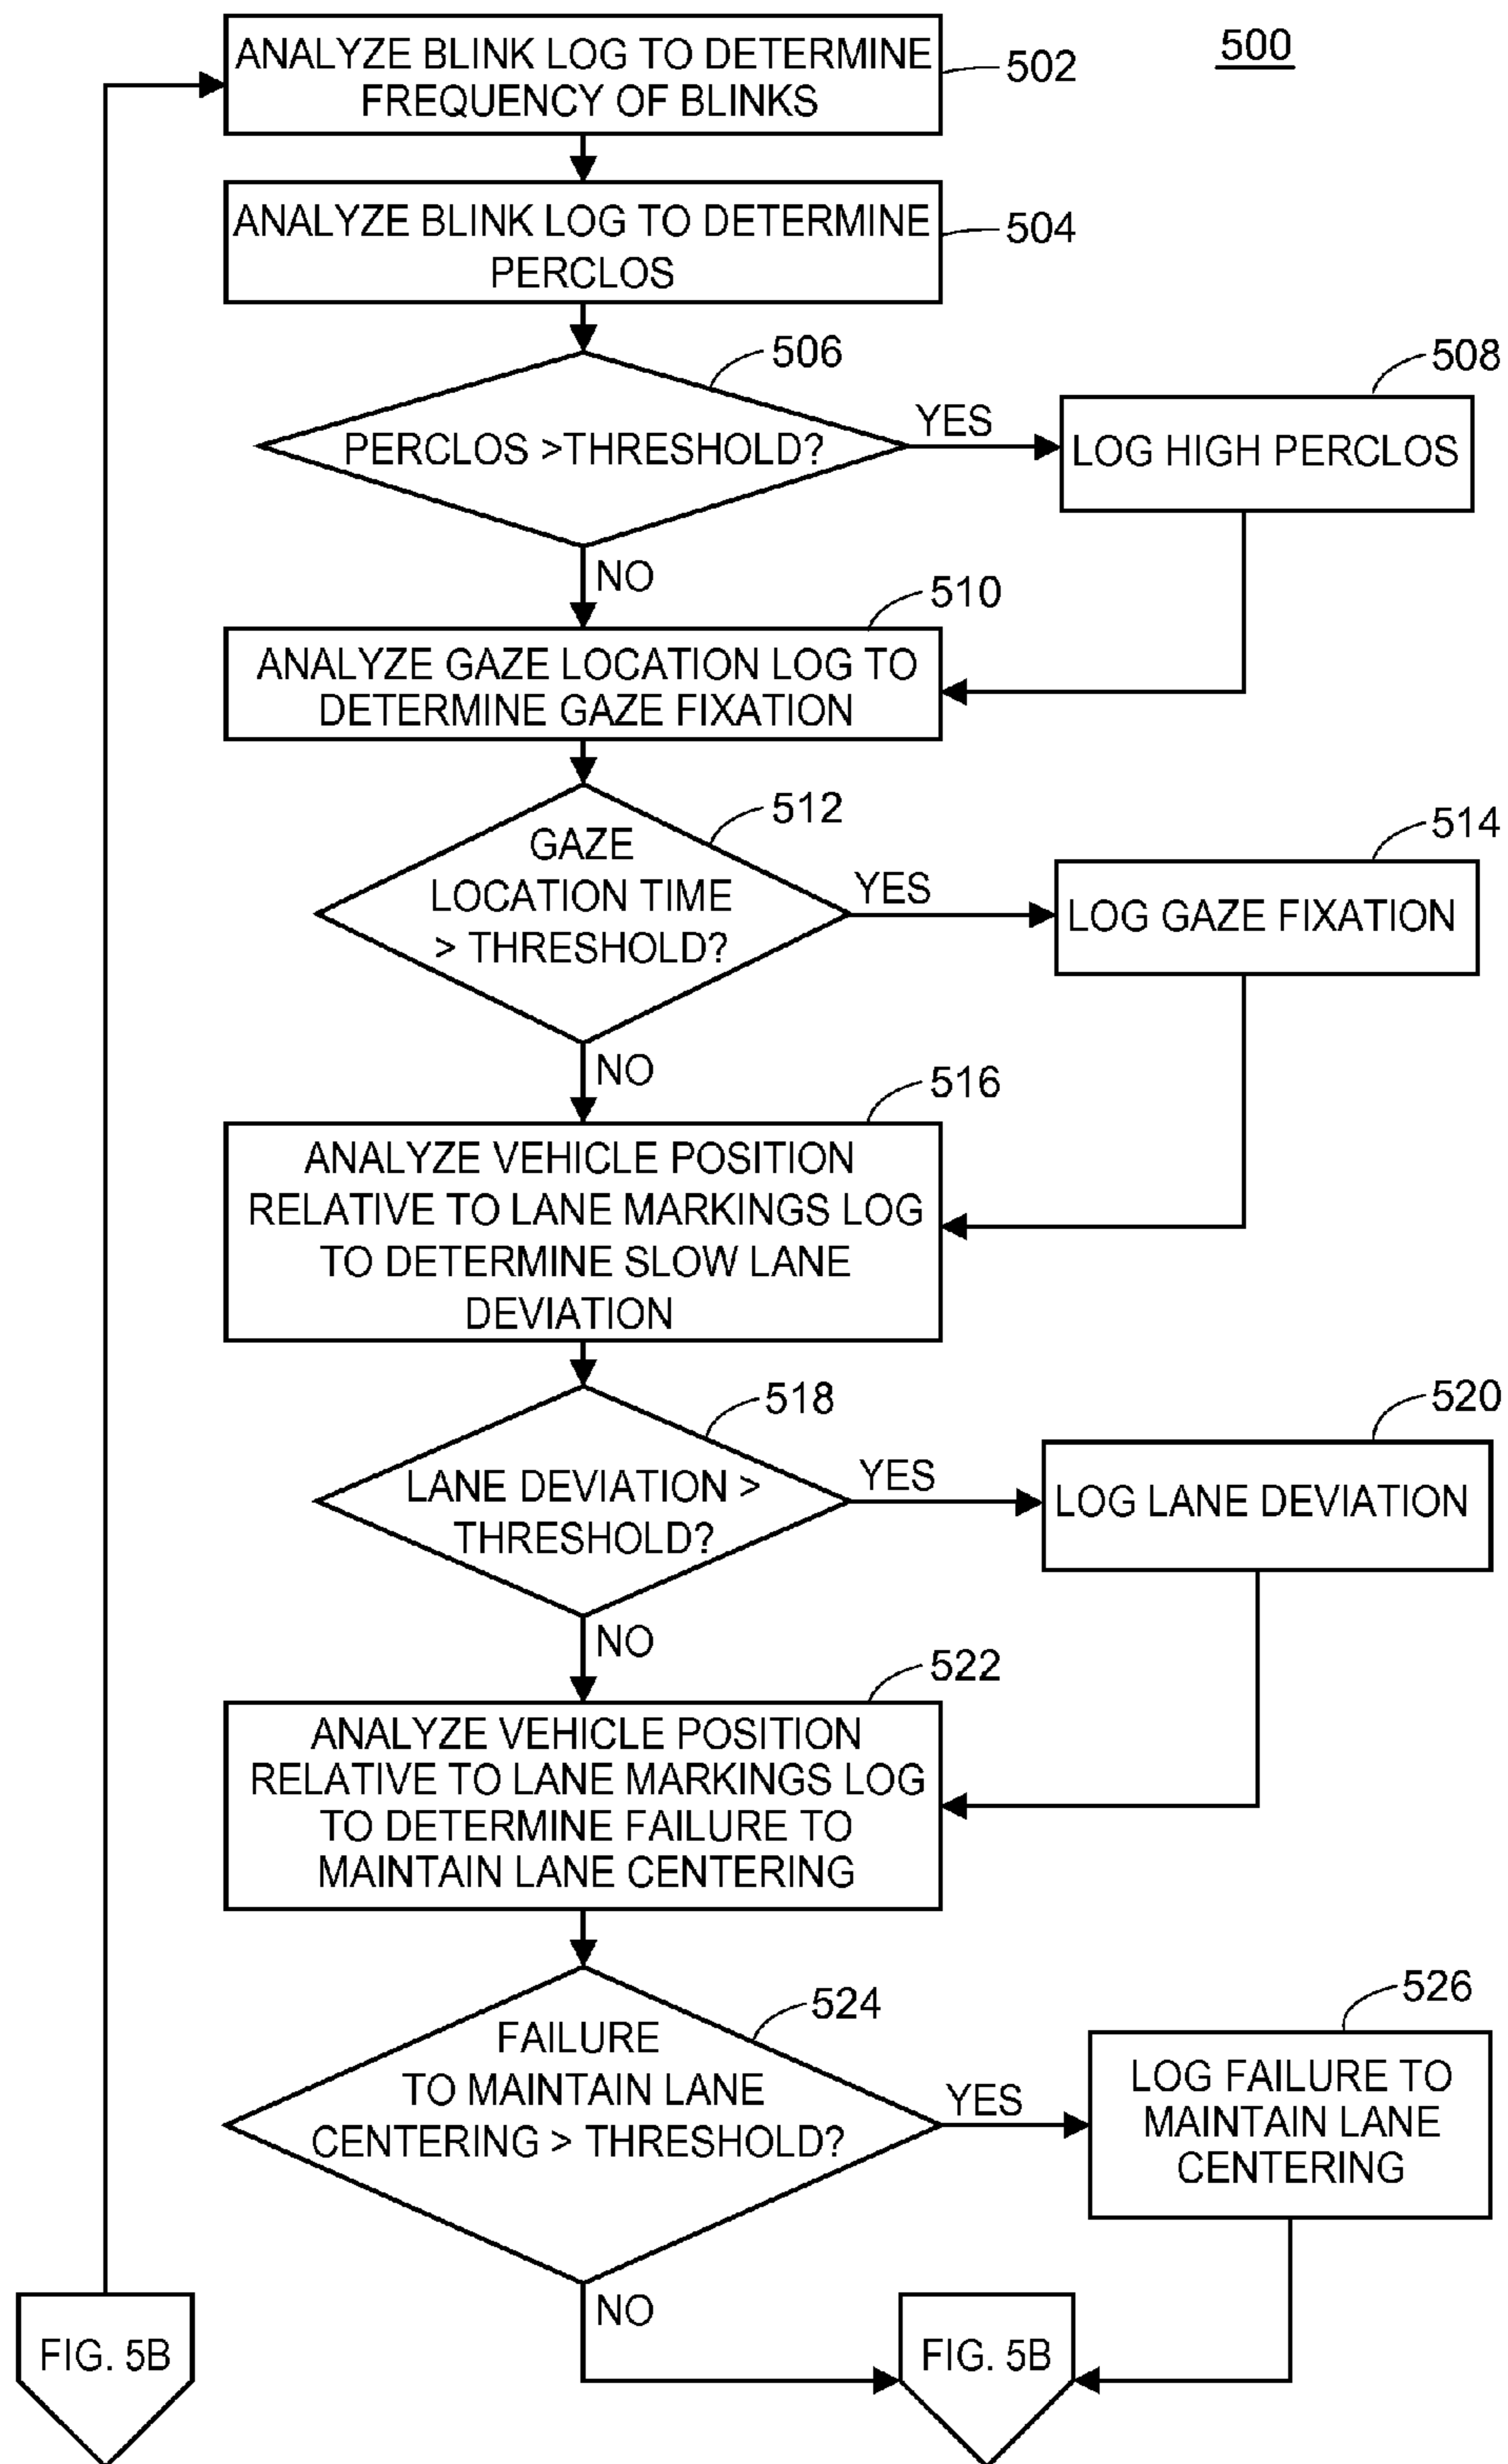 500
ANALYZE BLINK LOG TO DETERMINE
FREQUENCY OF BLINKS
502
ANALYZE BLINK LOG TO DETERMINE
PERCLOS
504
506
PERCLOS >THRESHOLD?
YES
508
LOG HIGH PERCLOS
NO
510
ANALYZE GAZE LOCATION LOG TO
DETERMINE GAZE FIXATION
512
GAZE
LOCATION TIME
> THRESHOLD?
YES
514
LOG GAZE FIXATION
NO
516
ANALYZE VEHICLE POSITION
RELATIVE TO LANE MARKINGS LOG
TO DETERMINE SLOW LANE
DEVIATION
518
LANE DEVIATION >
THRESHOLD?
YES
520
LOG LANE DEVIATION
NO
522
ANALYZE VEHICLE POSITION
RELATIVE TO LANE MARKINGS LOG
TO DETERMINE FAILURE TO
MAINTAIN LANE CENTERING
524
FAILURE
TO MAINTAIN LANE
CENTERING > THRESHOLD?
YES
526
LOG FAILURE TO
MAINTAIN LANE
CENTERING
NO
FIG. 5B
FIG. 5B